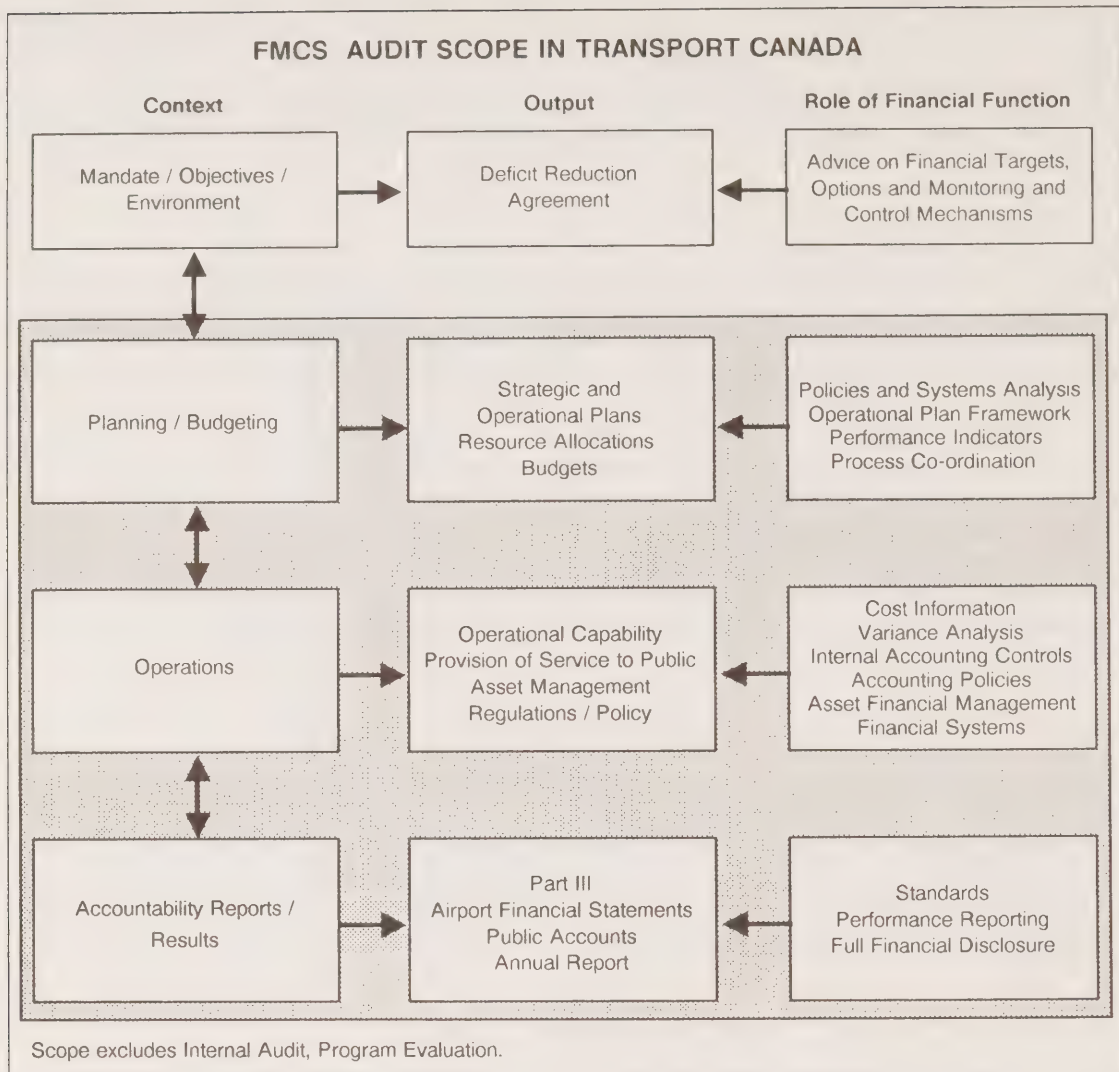 FMCS AUDIT SCOPE IN TRANSPORT CANADA
Context
Output
Role of Financial Function
Mandate / Objectives /
Environment
Deficit Reduction
Agreement
Advice on Financial Targets,
Options and Monitoring and
Control Mechanisms
Planning / Budgeting
Strategic and
Operational Plans
Resource Allocations
Budgets
Policies and Systems Analysis
Operational Plan Framework
Performance Indicators
Process Co-ordination
Operations
Operational Capability
Provision of Service to Public
Asset Management
Regulations / Policy
Cost Information
Variance Analysis
Internal Accounting Controls
Accounting Policies
Asset Financial Management
Financial Systems
Accountability Reports /
Results
Part III
Airport Financial Statements
Public Accounts
Annual Report
Standards
Performance Reporting
Full Financial Disclosure
Scope excludes Internal Audit, Program Evaluation.